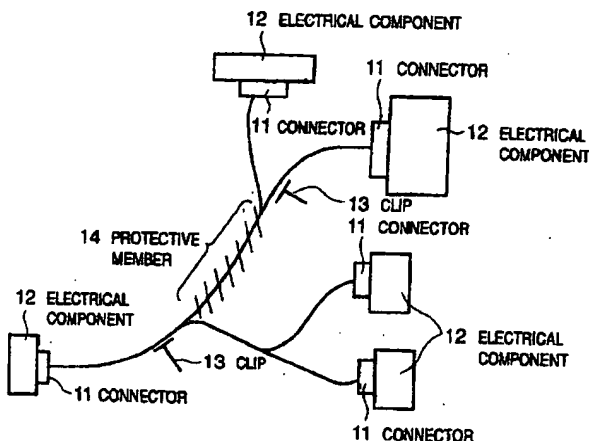 12 ELECTRICAL COMPONENT
11 CONNECTOR
11 CONNECTOR
12 ELECTRICAL
COMPONENT
13 CLIP
14 PROTECTIVE
MEMBER
11 CONNECTOR
12 ELECTRICAL
COMPONENT
12 ELECTRICAL
COMPONENT
13 CLIP
11 CONNECTOR
11 CONNECTOR